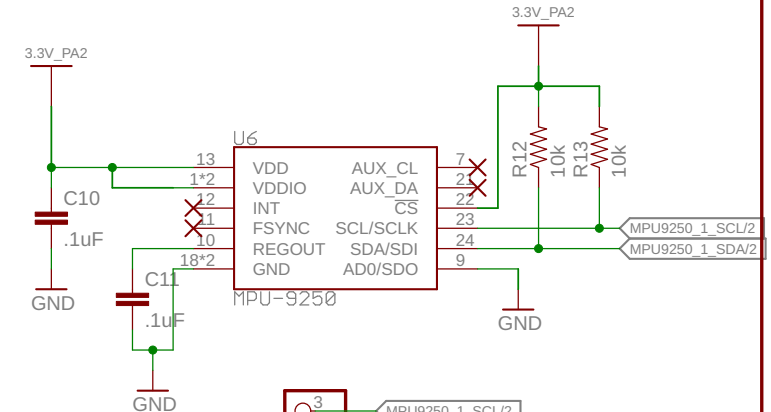 3.3V_PA2
3.3V_PA2
U6
13 VDD AUX_CL 7
1*2 VDDIO AUX_DA 21
12 INT CS 22
11 FSYNC SCL/SCLK 23
10 REGOUT SDA/SDI 24
18*2 GND AD0/SDO 9
MPU-9250
C10
.1uF
GND
C11
.1uF
GND
R12
10k
R13
10k
MPU9250_1_SCL/2
MPU9250_1_SDA/2
GND
3
MPU9250_1_SCL/2